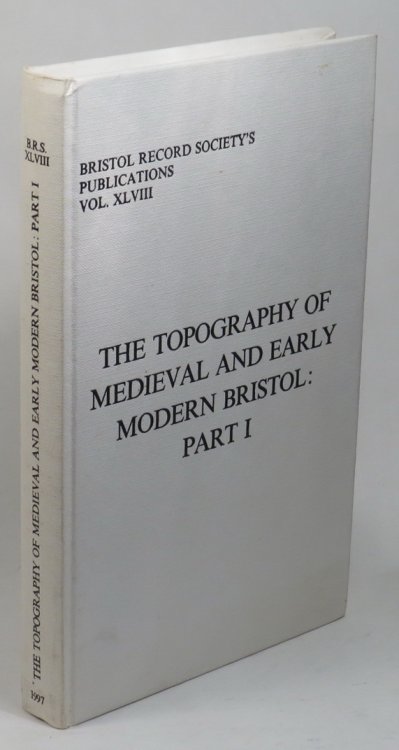 B.R.S.
XLVIII
THE TOPOGRAPHY OF MEDIEVAL AND EARLY MODERN BRISTOL: PART I
1997
BRISTOL RECORD SOCIETY'S
PUBLICATIONS
VOL. XLVIII
THE TOPOGRAPHY OF
MEDIEVAL AND EARLY
MODERN BRISTOL:
PART I